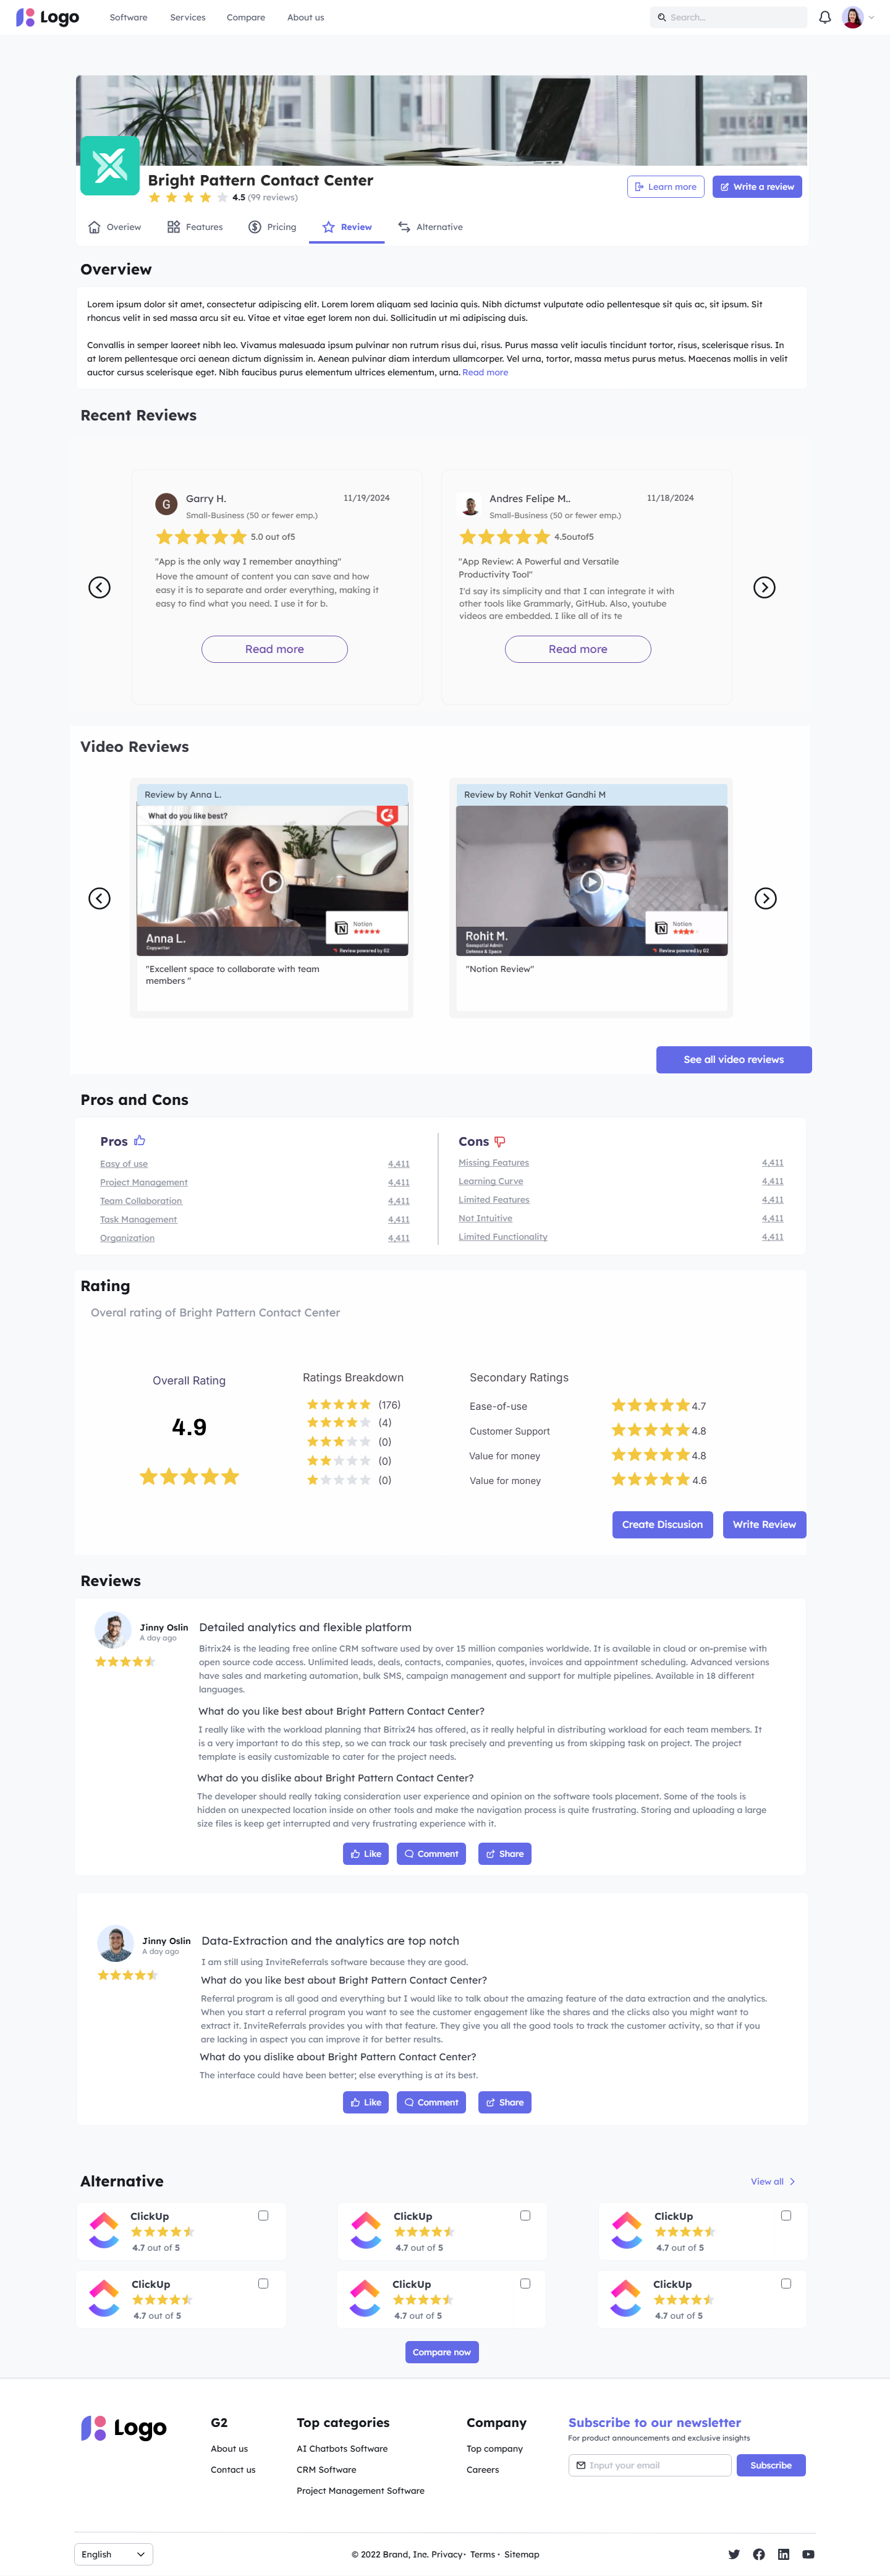 Logo
Software Services Compare About us
Search...
Bright Pattern Contact Center
4.5 (99 reviews)
Learn more
Write a review
Overiew Features Pricing Review Alternative
Overview
Lorem ipsum dolor sit amet, consectetur adipiscing elit. Lorem lorem aliquam sed lacinia quis. Nibh dictumst vulputate odio pellentesque sit quis ac, sit ipsum. Sit
rhoncus velit in sed massa arcu sit eu. Vitae et vitae eget lorem non dui. Sollicitudin ut mi adipiscing duis.
Convallis in semper laoreet nibh leo. Vivamus malesuada ipsum pulvinar non rutrum risus dui, risus. Purus massa velit iaculis tincidunt tortor, risus, scelerisque risus. In
at lorem pellentesque orci aenean dictum dignissim in. Aenean pulvinar diam interdum ullamcorper. Vel urna, tortor, massa metus purus metus. Maecenas mollis in velit
auctor cursus scelerisque eget. Nibh faucibus purus elementum ultrices elementum, urna. Read more
Recent Reviews
G
Garry H.
11/19/2024
Small-Business (50 or fewer emp.)
5.0 out of5
"App is the only way I remember anaything"
Hove the amount of content you can save and how
easy it is to separate and order everything, making it
easy to find what you need. I use it for b.
Read more
Andres Felipe M..
11/18/2024
Small-Business (50 or fewer emp.)
4.5outof5
"App Review: A Powerful and Versatile
Productivity Tool"
I'd say its simplicity and that I can integrate it with
other tools like Grammarly, GitHub. Also, youtube
videos are embedded. I like all of its te
Read more
Video Reviews
Review by Anna L.
What do you like best?
Notion
Anna L.
Copywriter
Review powered by G2
"Excellent space to collaborate with team
members "
Review by Rohit Venkat Gandhi M
Notion
Rohit M.
Geospatial Admin
Defense & Space
Review powered by G2
"Notion Review"
See all video reviews
Pros and Cons
Pros
Easy of use 4,411
Project Management 4,411
Team Collaboration 4,411
Task Management 4,411
Organization 4,411
Cons
Missing Features 4,411
Learning Curve 4,411
Limited Features 4,411
Not Intuitive 4,411
Limited Functionality 4,411
Rating
Overal rating of Bright Pattern Contact Center
Overall Rating
4.9
Ratings Breakdown
(176)
(4)
(0)
(0)
(0)
Secondary Ratings
Ease-of-use 4.7
Customer Support 4.8
Value for money 4.8
Value for money 4.6
Create Discusion
Write Review
Reviews
Jinny Oslin
A day ago
Detailed analytics and flexible platform
Bitrix24 is the leading free online CRM software used by over 15 million companies worldwide. It is available in cloud or on-premise with
open source code access. Unlimited leads, deals, contacts, companies, quotes, invoices and appointment scheduling. Advanced versions
have sales and marketing automation, bulk SMS, campaign management and support for multiple pipelines. Available in 18 different
languages.
What do you like best about Bright Pattern Contact Center?
I really like with the workload planning that Bitrix24 has offered, as it really helpful in distributing workload for each team members. It
is a very important to do this step, so we can track our task precisely and preventing us from skipping task on project. The project
template is easily customizable to cater for the project needs.
What do you dislike about Bright Pattern Contact Center?
The developer should really taking consideration user experience and opinion on the software tools placement. Some of the tools is
hidden on unexpected location inside on other tools and make the navigation process is quite frustrating. Storing and uploading a large
size files is keep get interrupted and very frustrating experience with it.
Like Comment Share
Jinny Oslin
A day ago
Data-Extraction and the analytics are top notch
I am still using InviteReferrals software because they are good.
What do you like best about Bright Pattern Contact Center?
Referral program is all good and everything but I would like to talk about the amazing feature of the data extraction and the analytics.
When you start a referral program you want to see the customer engagement like the shares and the clicks also you might want to
extract it. InviteReferrals provides you with that feature. They give you all the good tools to track the customer activity, so that if you
are lacking in aspect you can improve it for better results.
What do you dislike about Bright Pattern Contact Center?
The interface could have been better; else everything is at its best.
Like Comment Share
Alternative
View all
ClickUp
4.7 out of 5
ClickUp
4.7 out of 5
ClickUp
4.7 out of 5
ClickUp
4.7 out of 5
ClickUp
4.7 out of 5
ClickUp
4.7 out of 5
Compare now
Logo
G2
About us
Contact us
Top categories
AI Chatbots Software
CRM Software
Project Management Software
Company
Top company
Careers
Subscribe to our newsletter
For product announcements and exclusive insights
Input your email
Subscribe
English
© 2022 Brand, Inc. Privacy• Terms • Sitemap